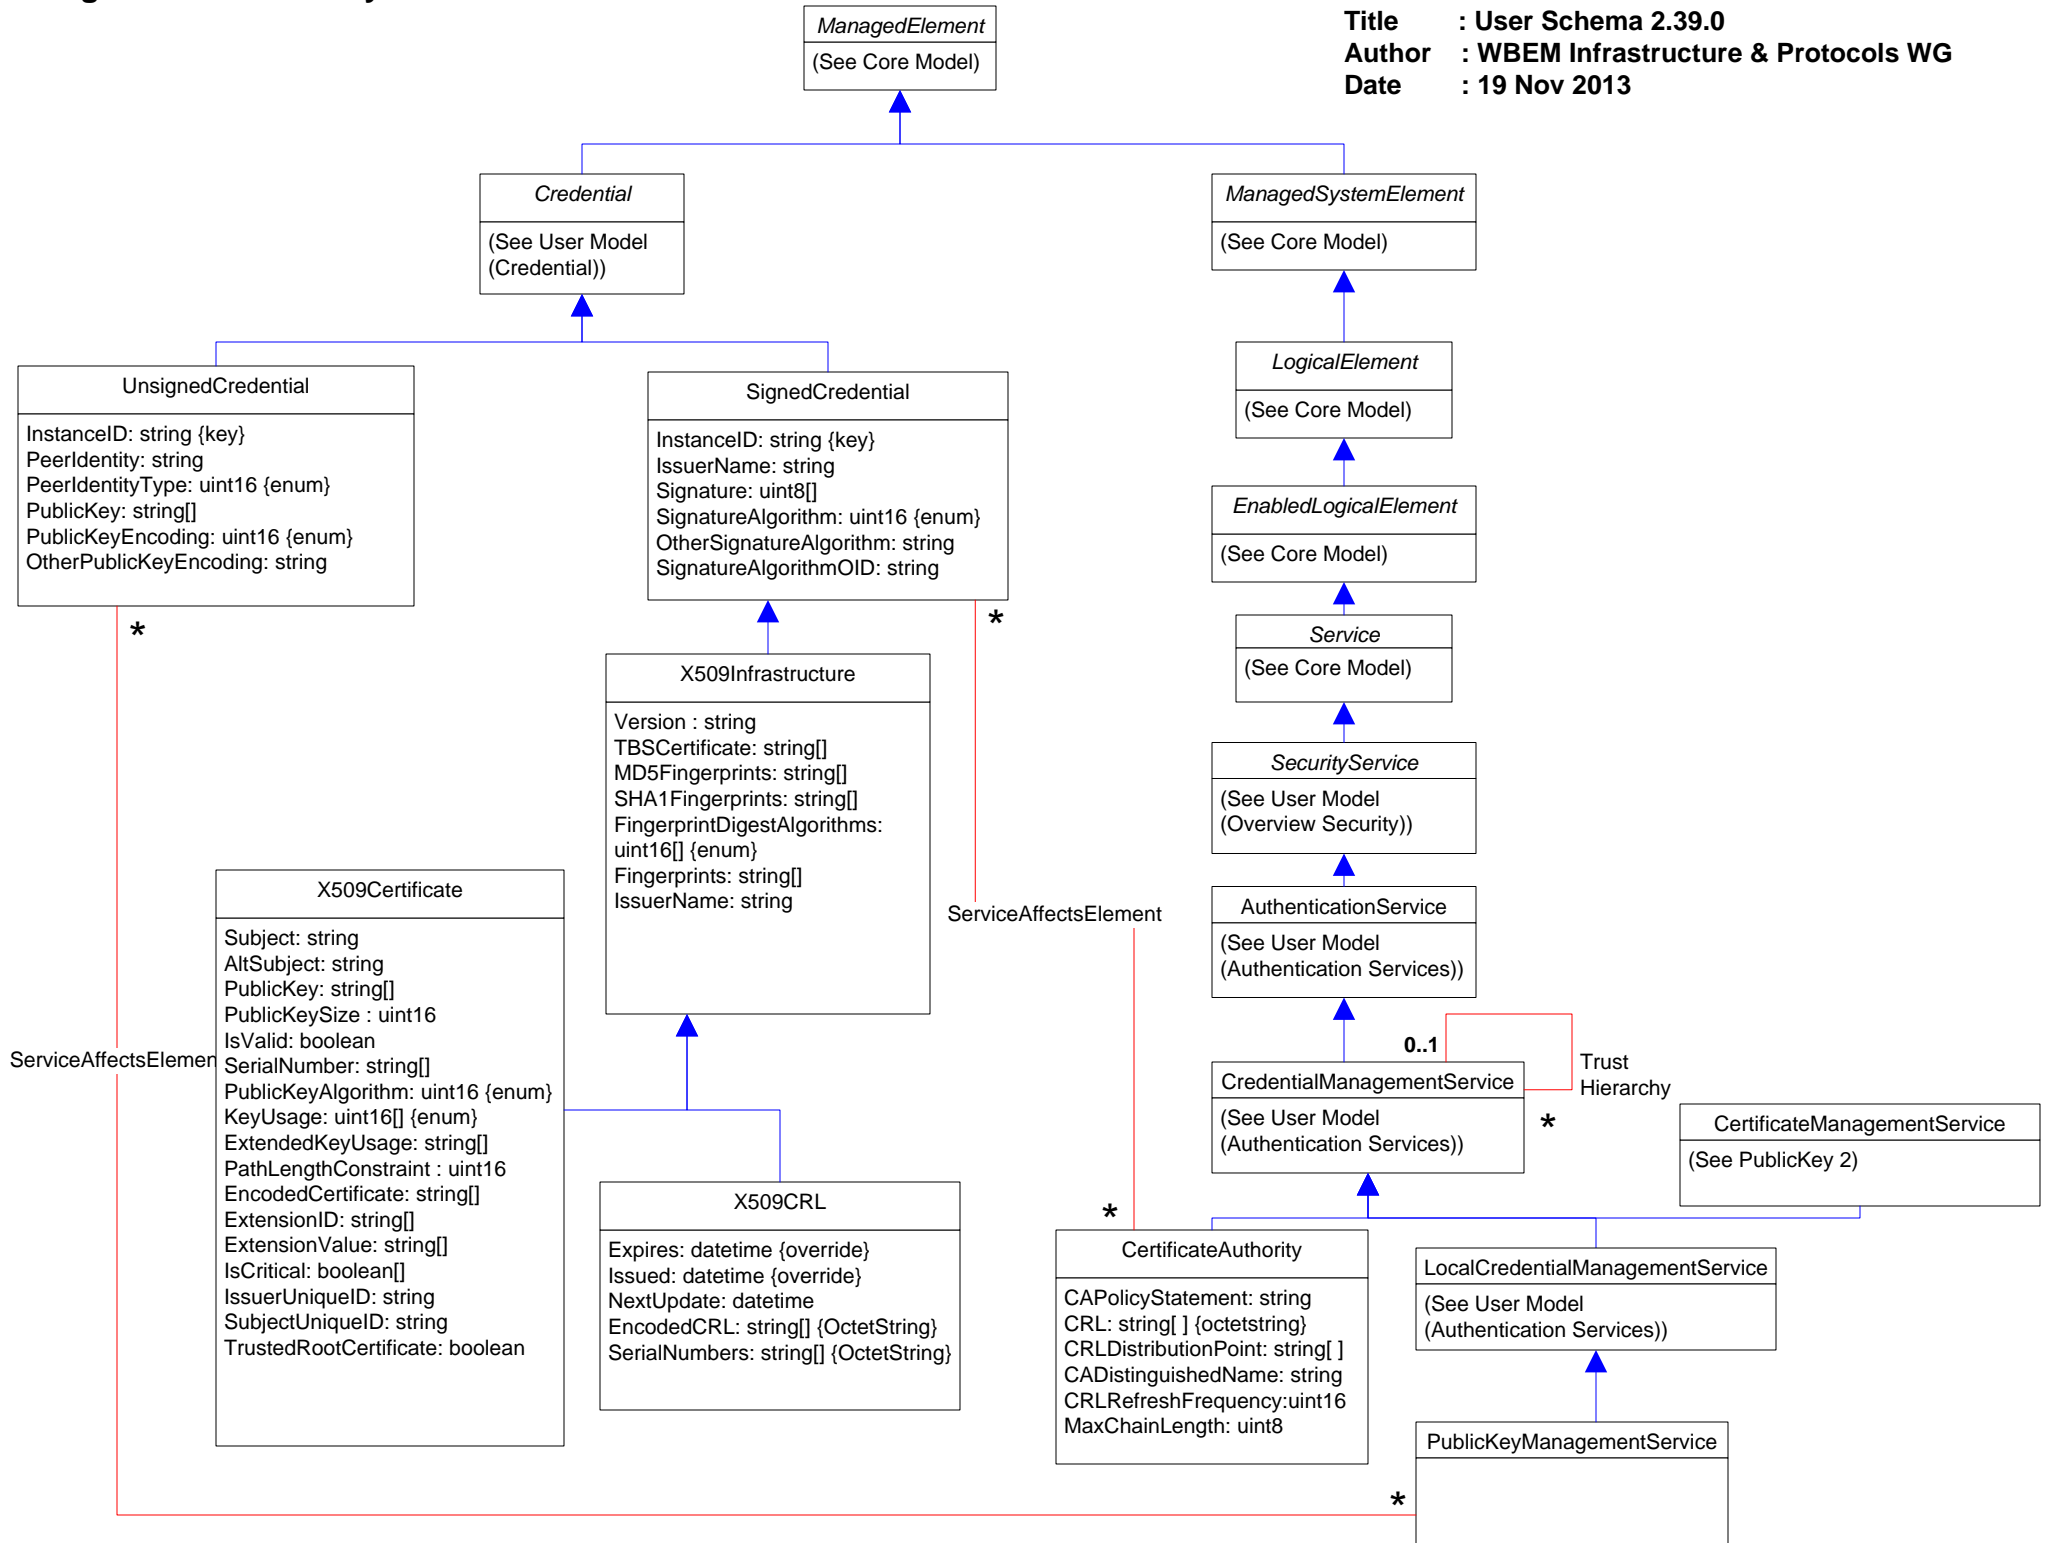 Title : User Schema 2.39.0
Author : WBEM Infrastructure & Protocols WG
Date : 19 Nov 2013
ManagedElement
(See Core Model)
Credential
(See User Model
(Credential))
ManagedSystemElement
(See Core Model)
LogicalElement
(See Core Model)
EnabledLogicalElement
(See Core Model)
Service
(See Core Model)
SecurityService
(See User Model
(Overview Security))
AuthenticationService
(See User Model
(Authentication Services))
UnsignedCredential
InstanceID: string {key}
PeerIdentity: string
PeerIdentityType: uint16 {enum}
PublicKey: string[]
PublicKeyEncoding: uint16 {enum}
OtherPublicKeyEncoding: string
*
ServiceAffectsElemen
SignedCredential
InstanceID: string {key}
IssuerName: string
Signature: uint8[]
SignatureAlgorithm: uint16 {enum}
OtherSignatureAlgorithm: string
SignatureAlgorithmOID: string
*
ServiceAffectsElement
*
X509Infrastructure
Version : string
TBSCertificate: string[]
MD5Fingerprints: string[]
SHA1Fingerprints: string[]
FingerprintDigestAlgorithms:
uint16[] {enum}
Fingerprints: string[]
IssuerName: string
X509Certificate
Subject: string
AltSubject: string
PublicKey: string[]
PublicKeySize : uint16
IsValid: boolean
SerialNumber: string[]
PublicKeyAlgorithm: uint16 {enum}
KeyUsage: uint16[] {enum}
ExtendedKeyUsage: string[]
PathLengthConstraint : uint16
EncodedCertificate: string[]
ExtensionID: string[]
ExtensionValue: string[]
IsCritical: boolean[]
IssuerUniqueID: string
SubjectUniqueID: string
TrustedRootCertificate: boolean
X509CRL
Expires: datetime {override}
Issued: datetime {override}
NextUpdate: datetime
EncodedCRL: string[] {OctetString}
SerialNumbers: string[] {OctetString}
0..1
Trust
Hierarchy
CredentialManagementService
(See User Model
(Authentication Services))
*
CertificateManagementService
(See PublicKey 2)
CertificateAuthority
CAPolicyStatement: string
CRL: string[ ] {octetstring}
CRLDistributionPoint: string[ ]
CADistinguishedName: string
CRLRefreshFrequency:uint16
MaxChainLength: uint8
LocalCredentialManagementService
(See User Model
(Authentication Services))
PublicKeyManagementService
*